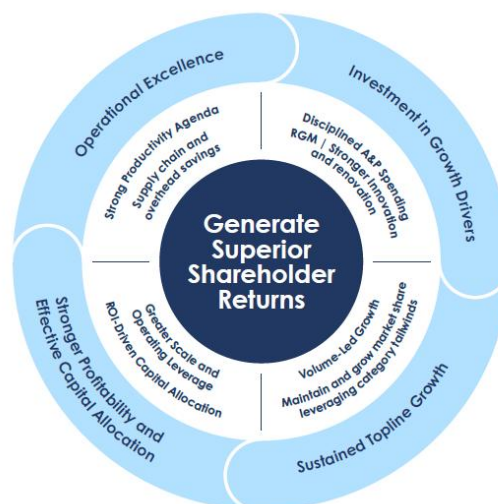 Operational Excellence
Strong Productivity Agenda
Supply chain and
overhead savings
Investment in Growth Drivers
Disciplined A&P Spending
RGM | Stronger innovation
and renovation
Generate
Superior
Shareholder
Returns
Stronger Profitability and
Effective Capital Allocation
Greater Scale and
Operating Leverage
ROI-Driven Capital Allocation
Volume-Led Growth
Maintain and grow market share
leveraging category tailwinds
Sustained Topline Growth